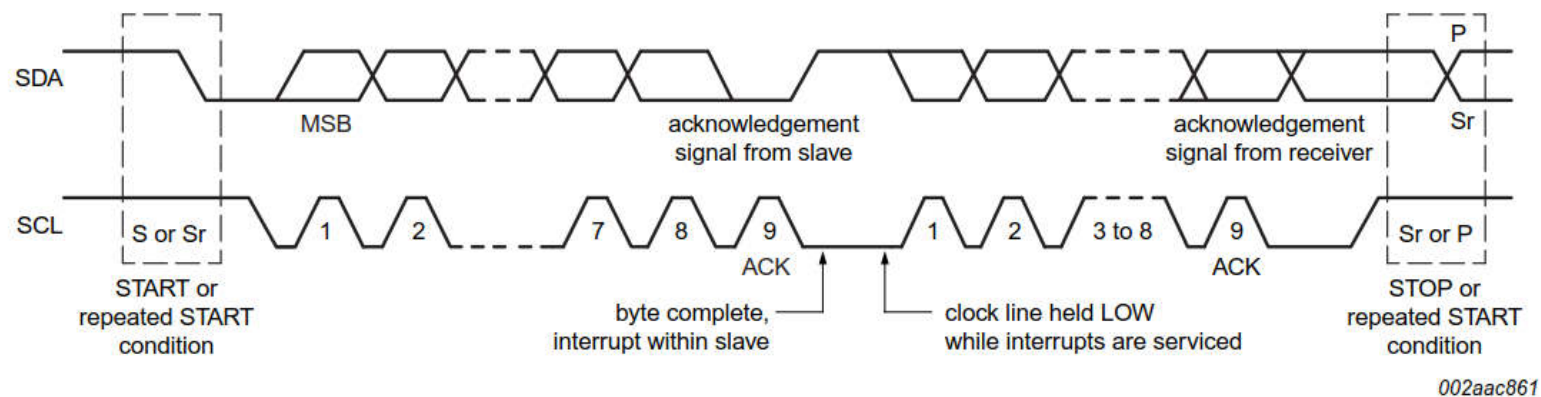 P
SDA
MSB
acknowledgement
signal from slave
acknowledgement
signal from receiver
Sr
SCL
S or Sr
1
2
7
8
9
1
2
3 to 8
9
Sr or P
ACK
ACK
START or
repeated START
condition
byte complete,
interrupt within slave
clock line held LOW
while interrupts are serviced
STOP or
repeated START
condition
002aac861